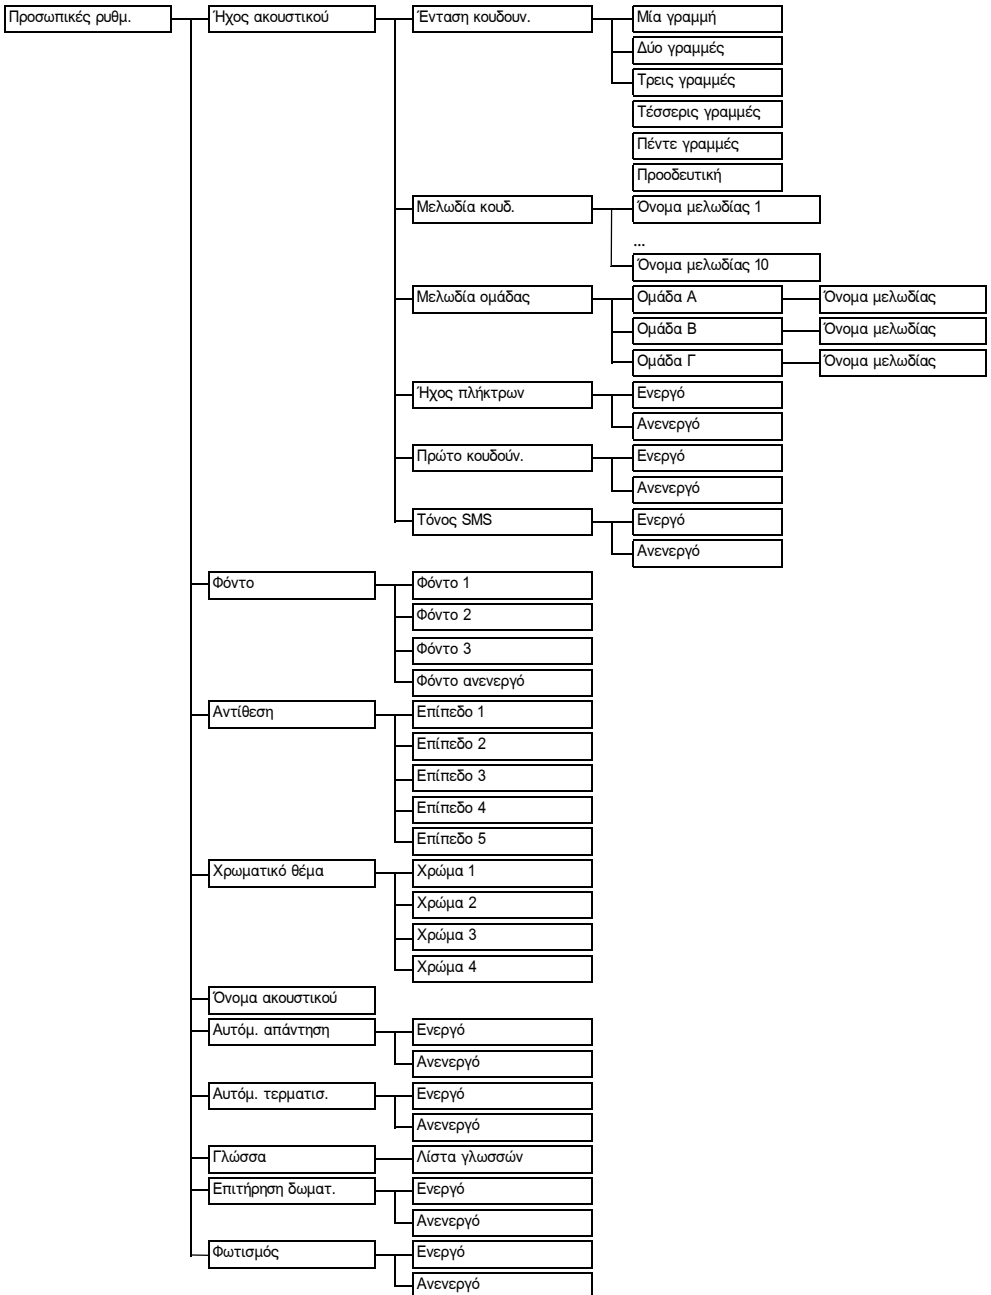 Προσωπικές ρυθμ.
Ήχος ακουστικού
Ένταση κουδουν.
Μία γραμμή
Δύο γραμμές
Τρεις γραμμές
Τέσσερις γραμμές
Πέντε γραμμές
Προοδευτική
Μελωδία κουδ.
Όνομα μελωδίας 1
...
Όνομα μελωδίας 10
Μελωδία ομάδας
Ομάδα Α
Όνομα μελωδίας
Ομάδα Β
Όνομα μελωδίας
Ομάδα Γ
Όνομα μελωδίας
Ήχος πλήκτρων
Ενεργό
Ανενεργό
Πρώτο κουδούν.
Ενεργό
Ανενεργό
Τόνος SMS
Ενεργό
Ανενεργό
Φόντο
Φόντο 1
Φόντο 2
Φόντο 3
Φόντο ανενεργό
Αντίθεση
Επίπεδο 1
Επίπεδο 2
Επίπεδο 3
Επίπεδο 4
Επίπεδο 5
Χρωματικό θέμα
Χρώμα 1
Χρώμα 2
Χρώμα 3
Χρώμα 4
Όνομα ακουστικού
Αυτόμ. απάντηση
Ενεργό
Ανενεργό
Αυτόμ. τερματισ.
Ενεργό
Ανενεργό
Γλώσσα
Λίστα γλωσσών
Επιτήρηση δωματ.
Ενεργό
Ανενεργό
Φωτισμός
Ενεργό
Ανενεργό